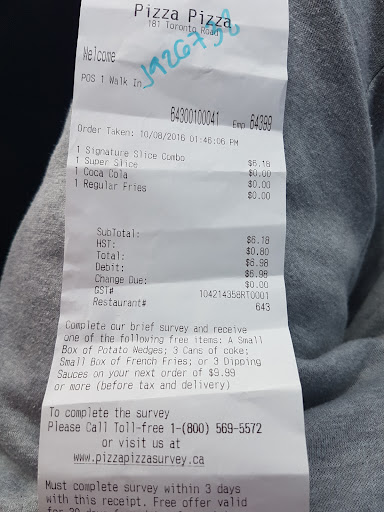 Pizza Pizza
181 Toronto Road
J926738
Welcome
POS 1 Walk In
64300100041 Emp 64399
Order Taken: 10/08/2016 01:46:06 PM
1 Signature Slice Combo $6.18
1 Super Slice $0.00
1 Coca Cola $0.00
1 Regular Fries $0.00
SubTotal: $6.18
HST: $0.80
Total: $6.98
Debit: $6.98
Change Due: $0.00
GST# 104214358RT0001
Restaurant# 643
Complete our brief survey and receive
one of the following free items: A Small
Box of Potato Wedges; 3 Cans of coke;
Small Box of French Fries; or 3 Dipping
Sauces on your next order of $9.99
or more (before tax and delivery)
To complete the survey
Please Call Toll-free 1-(800) 569-5572
or visit us at
www.pizzapizzasurvey.ca
Must complete survey within 3 days
with this receipt. Free offer valid
for 30 days